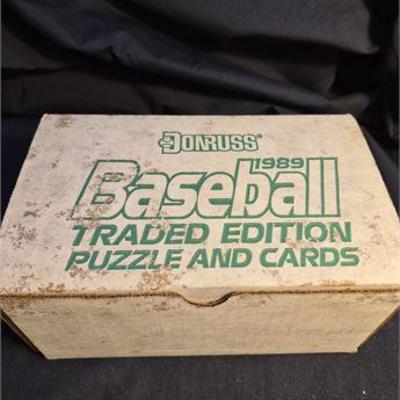 DONRUSS®
1989
Baseball
TRADED EDITION
PUZZLE AND CARDS